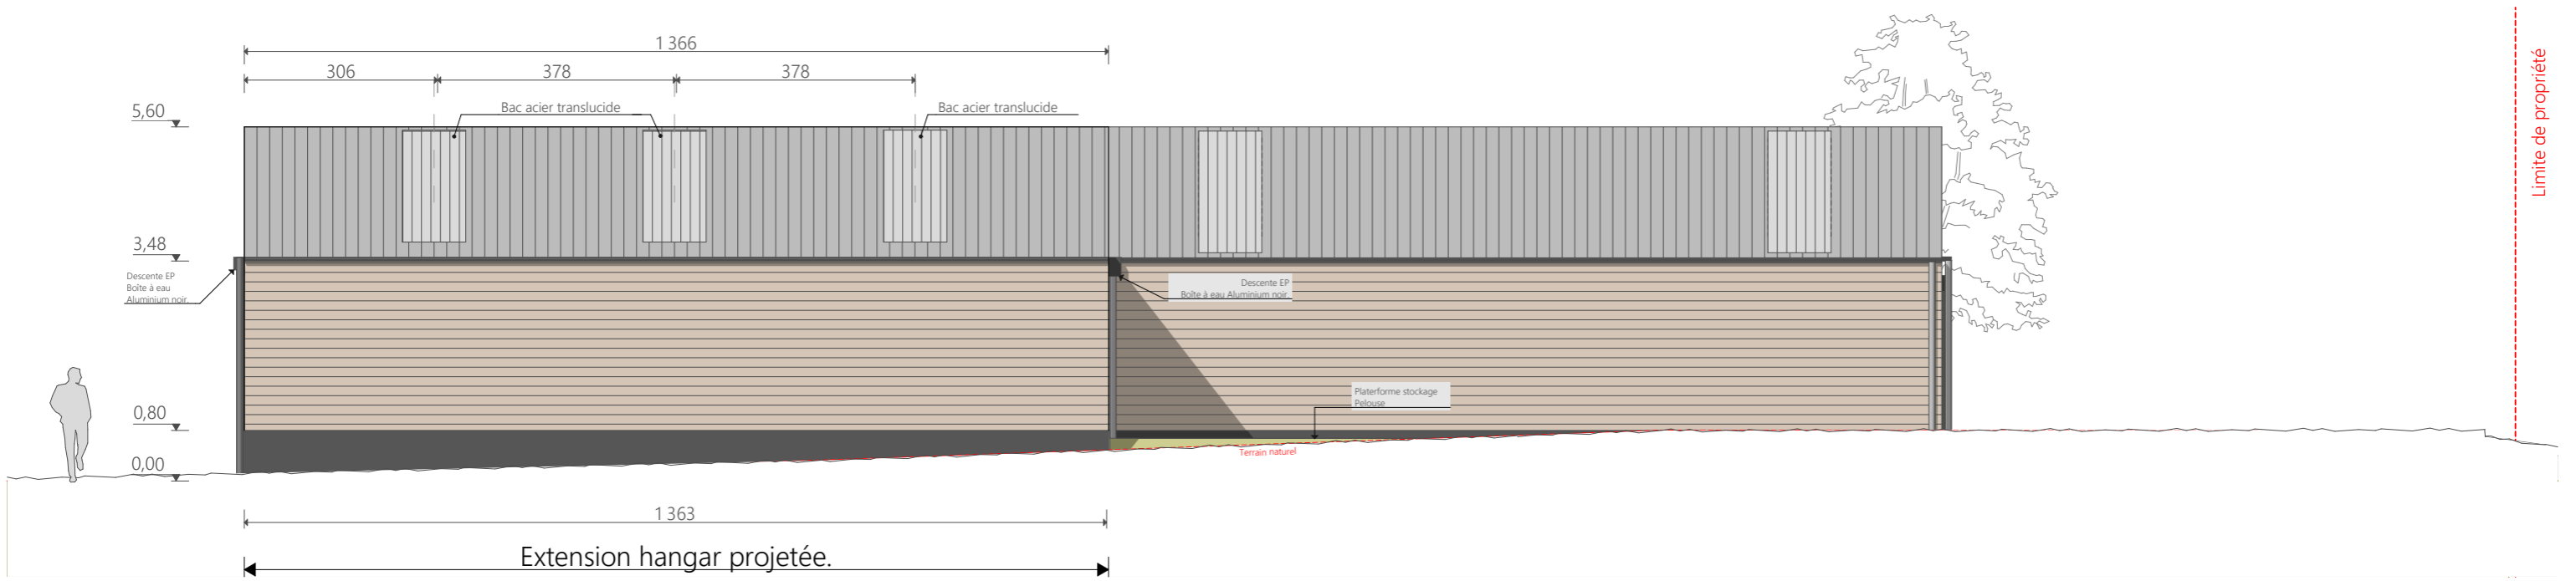 1 366
306
378
378
Bac acier translucide
Bac acier translucide
5,60
3,48
Descente EP
Boîte à eau
Aluminium noir
Descente EP
Boîte à eau Aluminium noir
Platerforme stockage
Pelouse
0,80
0,00
Terrain naturel
1 363
Extension hangar projetée.
Limite de propriété